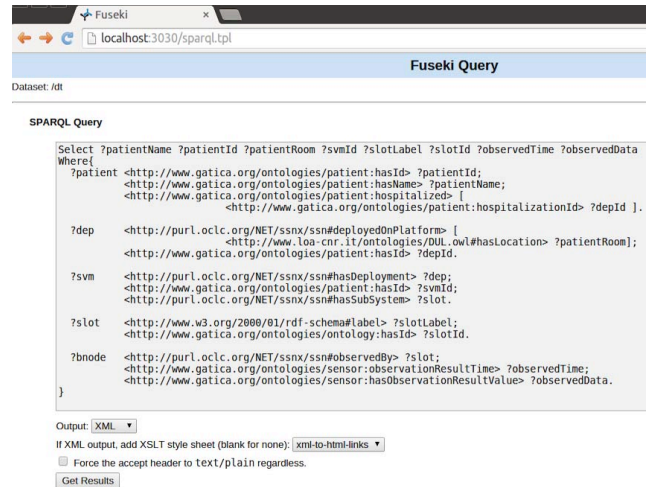 Fuseki ×
localhost:3030/sparql.tpl
Fuseki Query
Dataset: /dt
SPARQL Query
Select ?patientName ?patientId ?patientRoom ?svmId ?slotLabel ?slotId ?observedTime ?observedData
Where{
?patient <http://www.gatica.org/ontologies/patient:hasId> ?patientId;
<http://www.gatica.org/ontologies/patient:hasName> ?patientName;
<http://www.gatica.org/ontologies/patient:hospitalized> [
<http://www.gatica.org/ontologies/patient:hospitalizationId> ?depId ].
?dep <http://purl.oclc.org/NET/ssnx/ssn#deployedOnPlatform> [
<http://www.loa-cnr.it/ontologies/DUL.owl#hasLocation> ?patientRoom];
<http://www.gatica.org/ontologies/patient:hasId> ?depId.
?svm <http://purl.oclc.org/NET/ssnx/ssn#hasDeployment> ?dep;
<http://www.gatica.org/ontologies/patient:hasId> ?svmId;
<http://purl.oclc.org/NET/ssnx/ssn#hasSubSystem> ?slot.
?slot <http://www.w3.org/2000/01/rdf-schema#label> ?slotLabel;
<http://www.gatica.org/ontologies/ontology:hasId> ?slotId.
?bnode <http://purl.oclc.org/NET/ssnx/ssn#observedBy> ?slot;
<http://www.gatica.org/ontologies/sensor:observationResultTime> ?observedTime;
<http://www.gatica.org/ontologies/sensor:hasObservationResultValue> ?observedData.
}
Output: XML
If XML output, add XSLT style sheet (blank for none): xml-to-html-links
Force the accept header to text/plain regardless.
Get Results